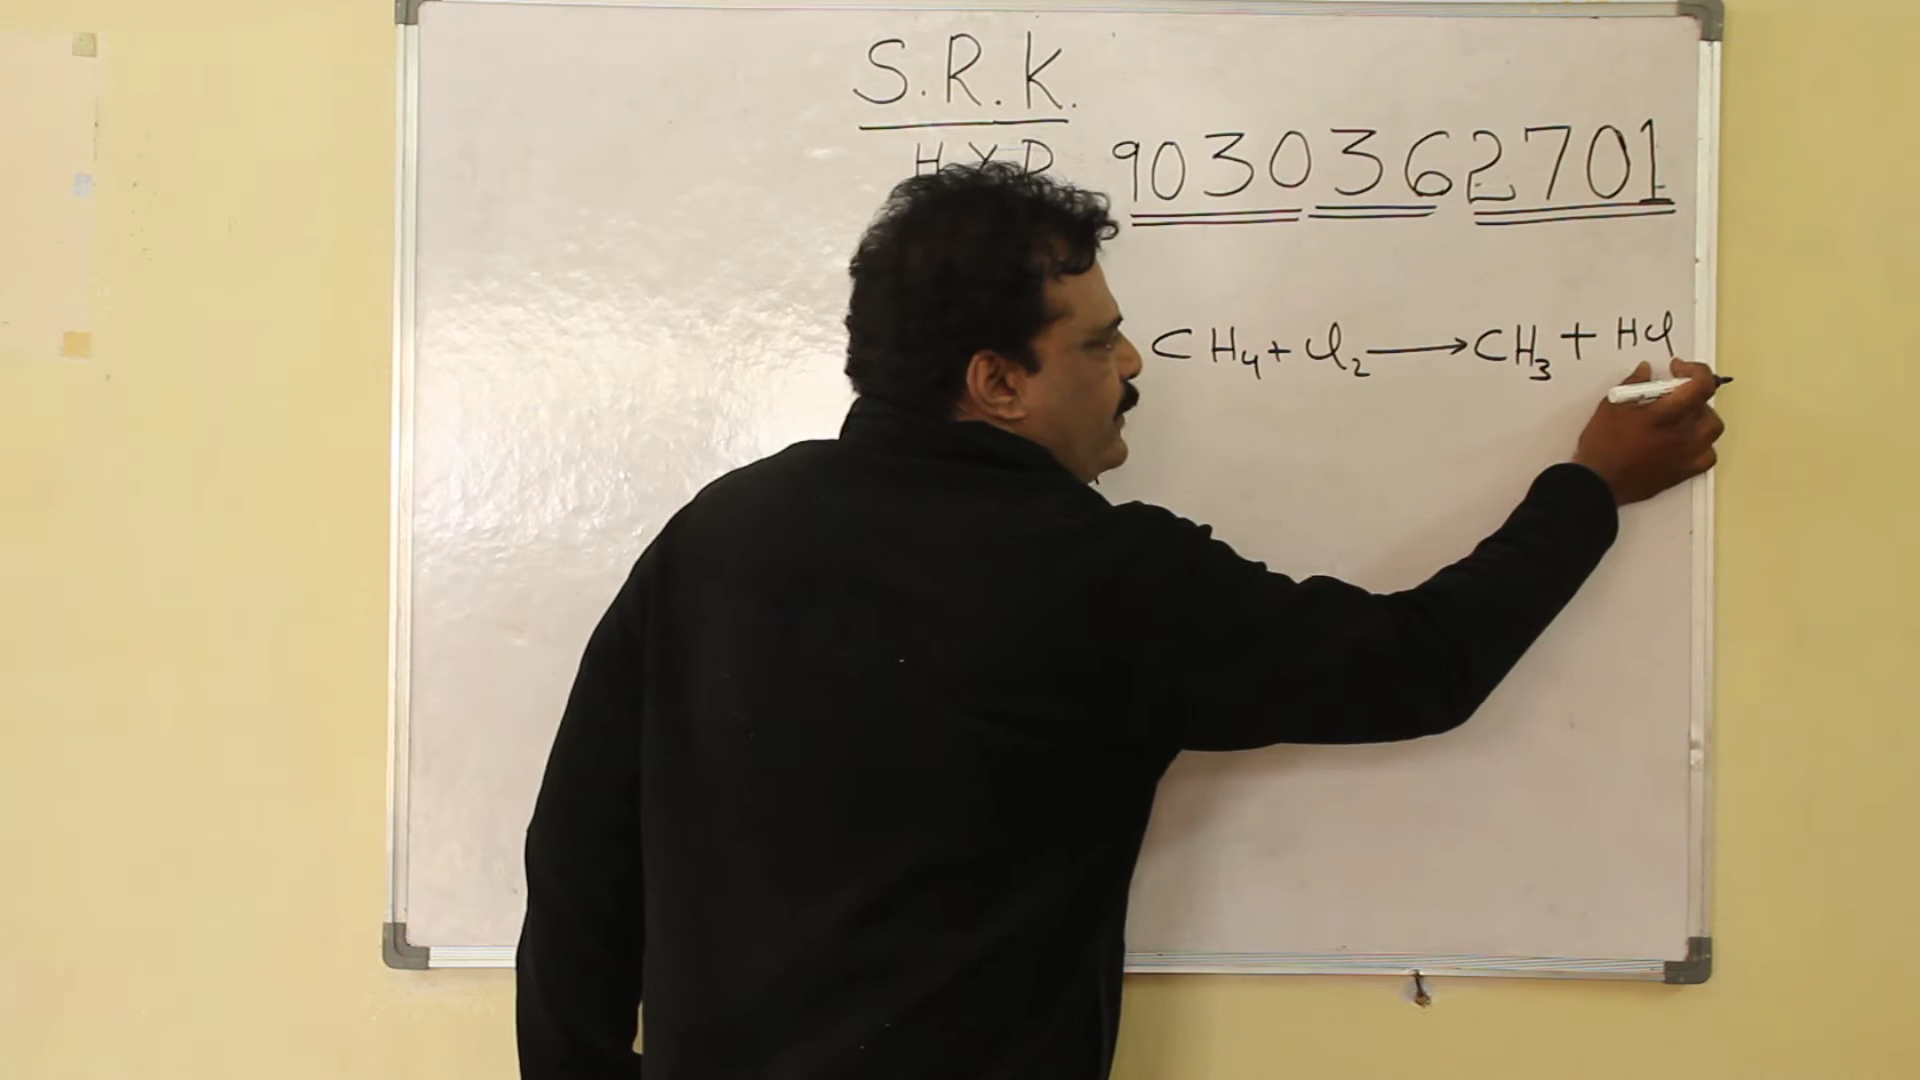 S.R.K.
HYD 9030362701
CH₄ + Cl₂ ⟶ CH₃ + HCl